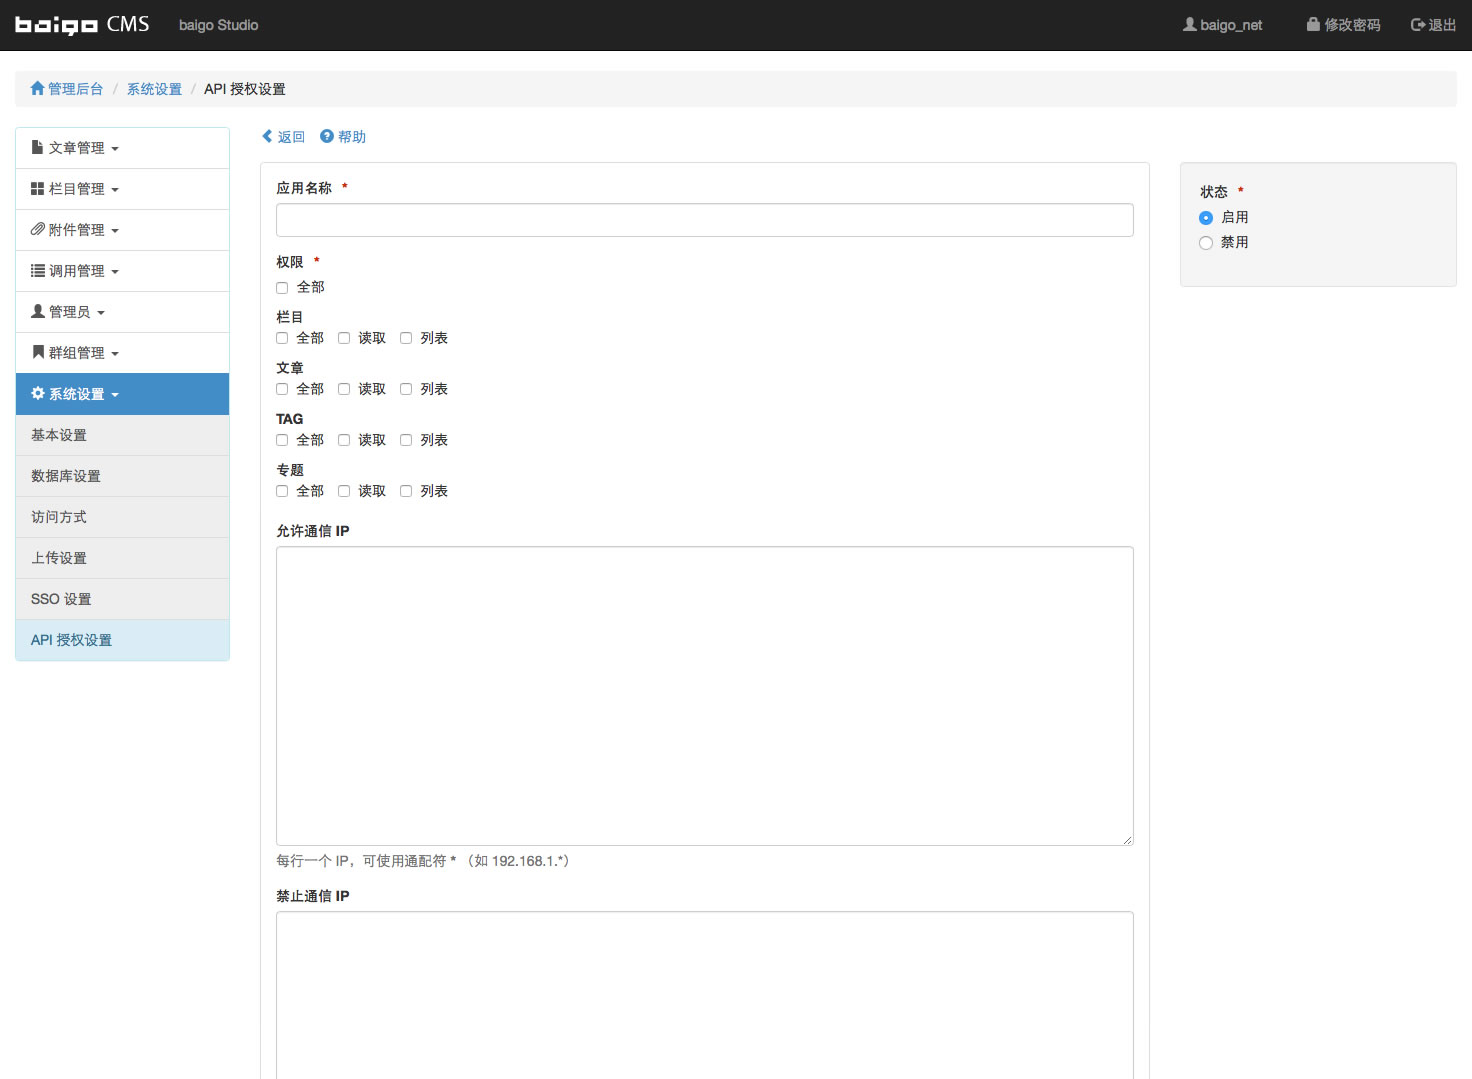 baigo CMS baigo Studio baigo_net 修改密码 退出
管理后台 / 系统设置 / API 授权设置
文章管理
栏目管理
附件管理
调用管理
管理员
群组管理
系统设置
基本设置
数据库设置
访问方式
上传设置
SSO 设置
API 授权设置
返回 帮助
应用名称 *
权限 *
全部
栏目
全部 读取 列表
文章
全部 读取 列表
TAG
全部 读取 列表
专题
全部 读取 列表
允许通信 IP
每行一个 IP，可使用通配符 * （如 192.168.1.*）
禁止通信 IP
状态 *
启用
禁用